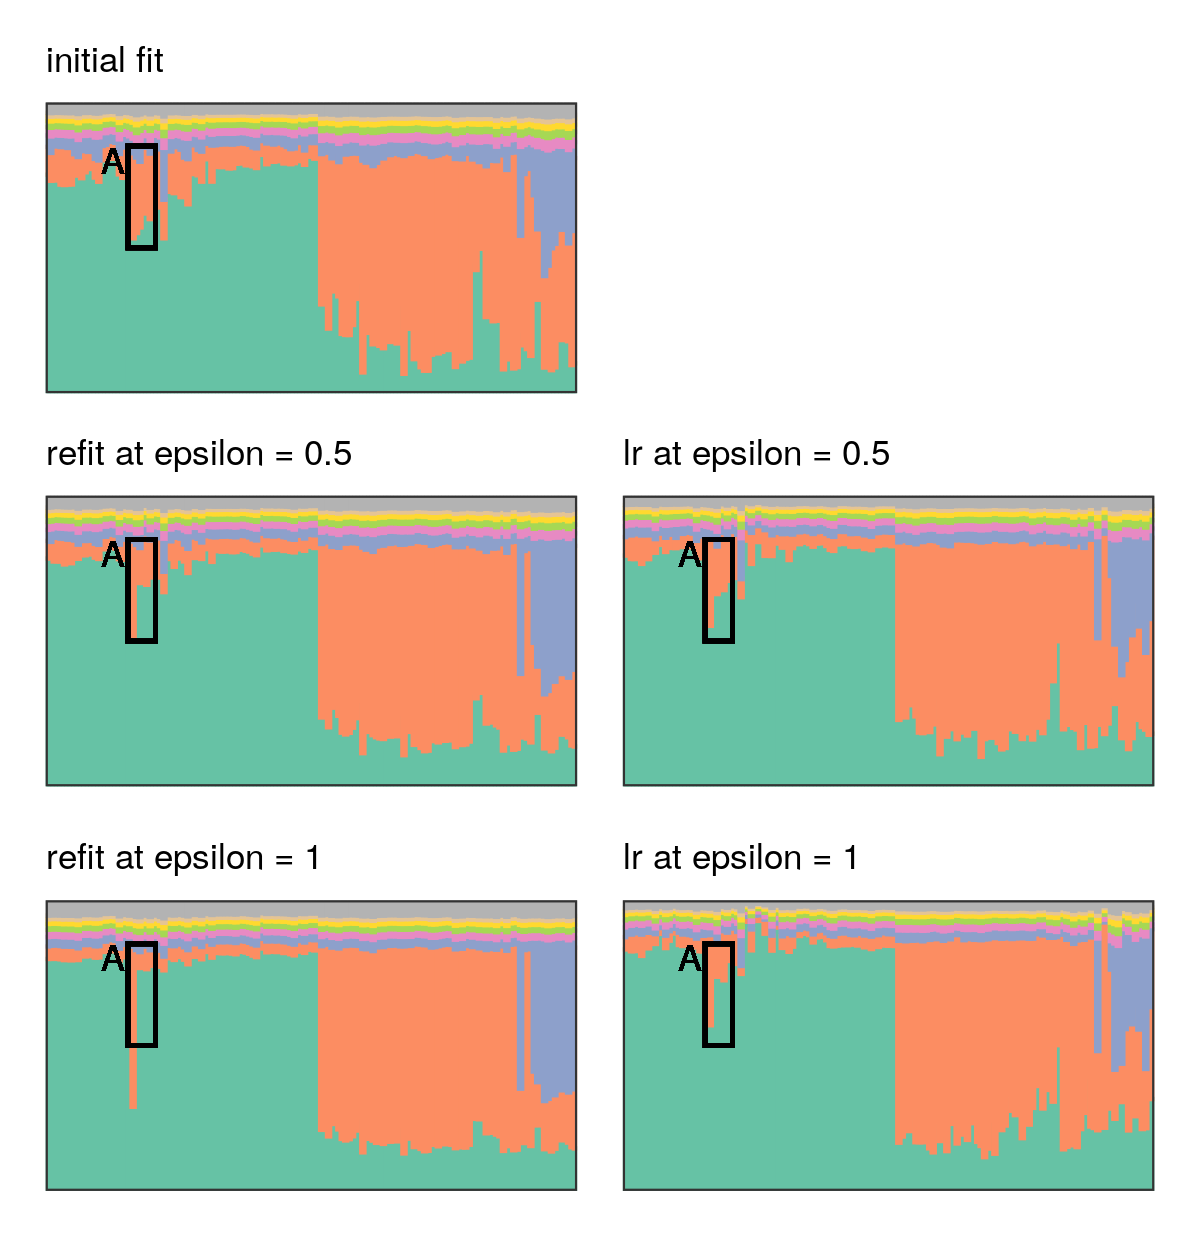 initial fit
A
refit at epsilon = 0.5
lr at epsilon = 0.5
A
A
refit at epsilon = 1
lr at epsilon = 1
A
A